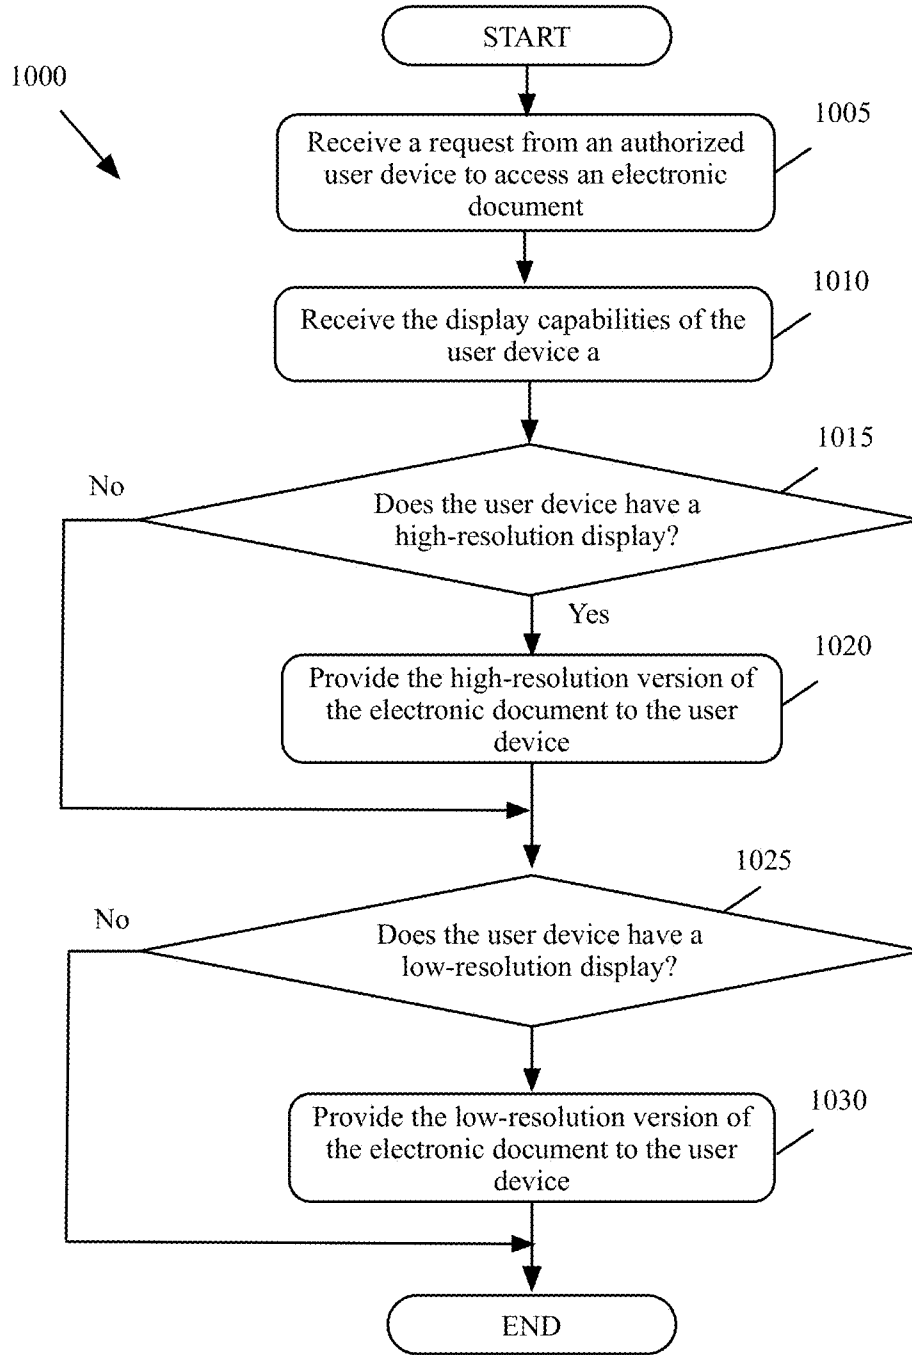 START
1000
1005
Receive a request from an authorized
user device to access an electronic
document
1010
Receive the display capabilities of the
user device a
1015
No
Does the user device have a
high-resolution display?
Yes
1020
Provide the high-resolution version of
the electronic document to the user
device
1025
No
Does the user device have a
low-resolution display?
1030
Provide the low-resolution version of
the electronic document to the user
device
END